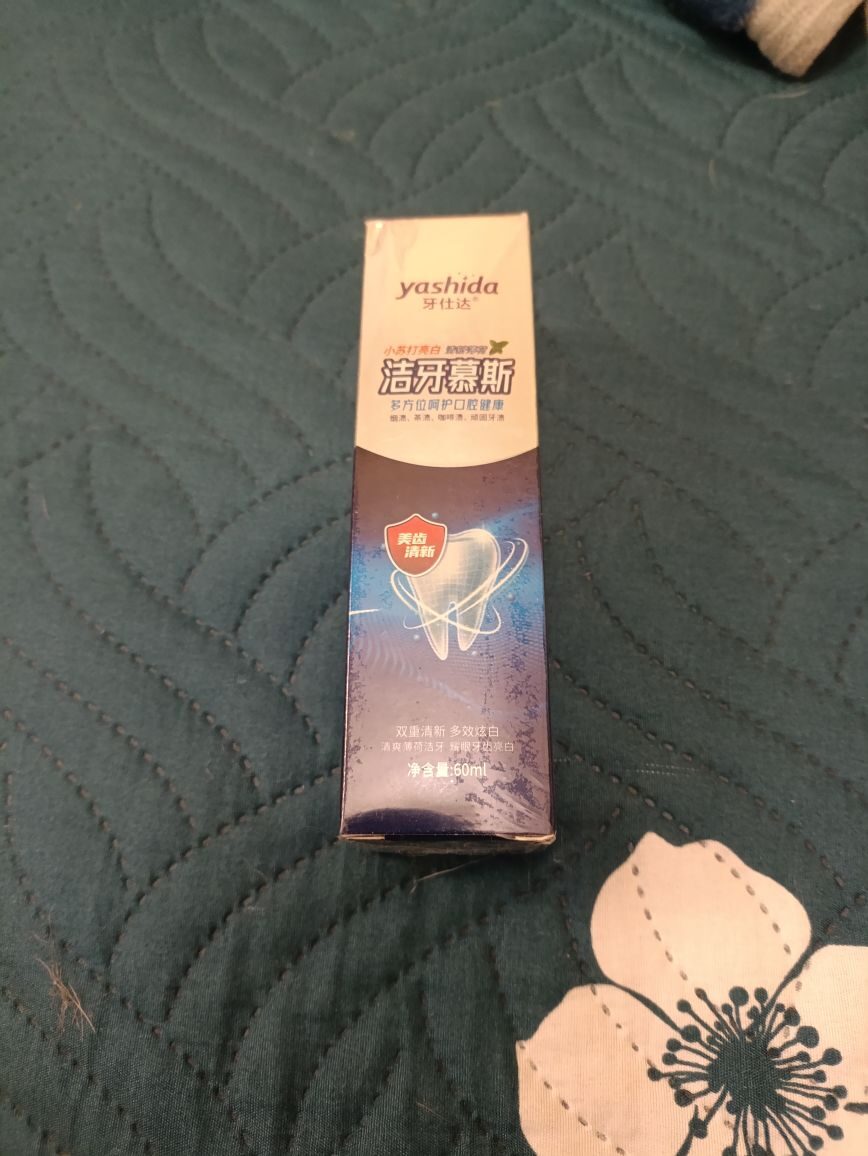 yashida
牙仕达®
小苏打亮白
洁牙慕斯
多方位呵护口腔健康
烟渍、茶渍、咖啡渍、顽固牙渍
美齿
清新
双重清新 多效炫白
清爽薄荷洁牙 耀眼牙齿亮白
净含量:60ml